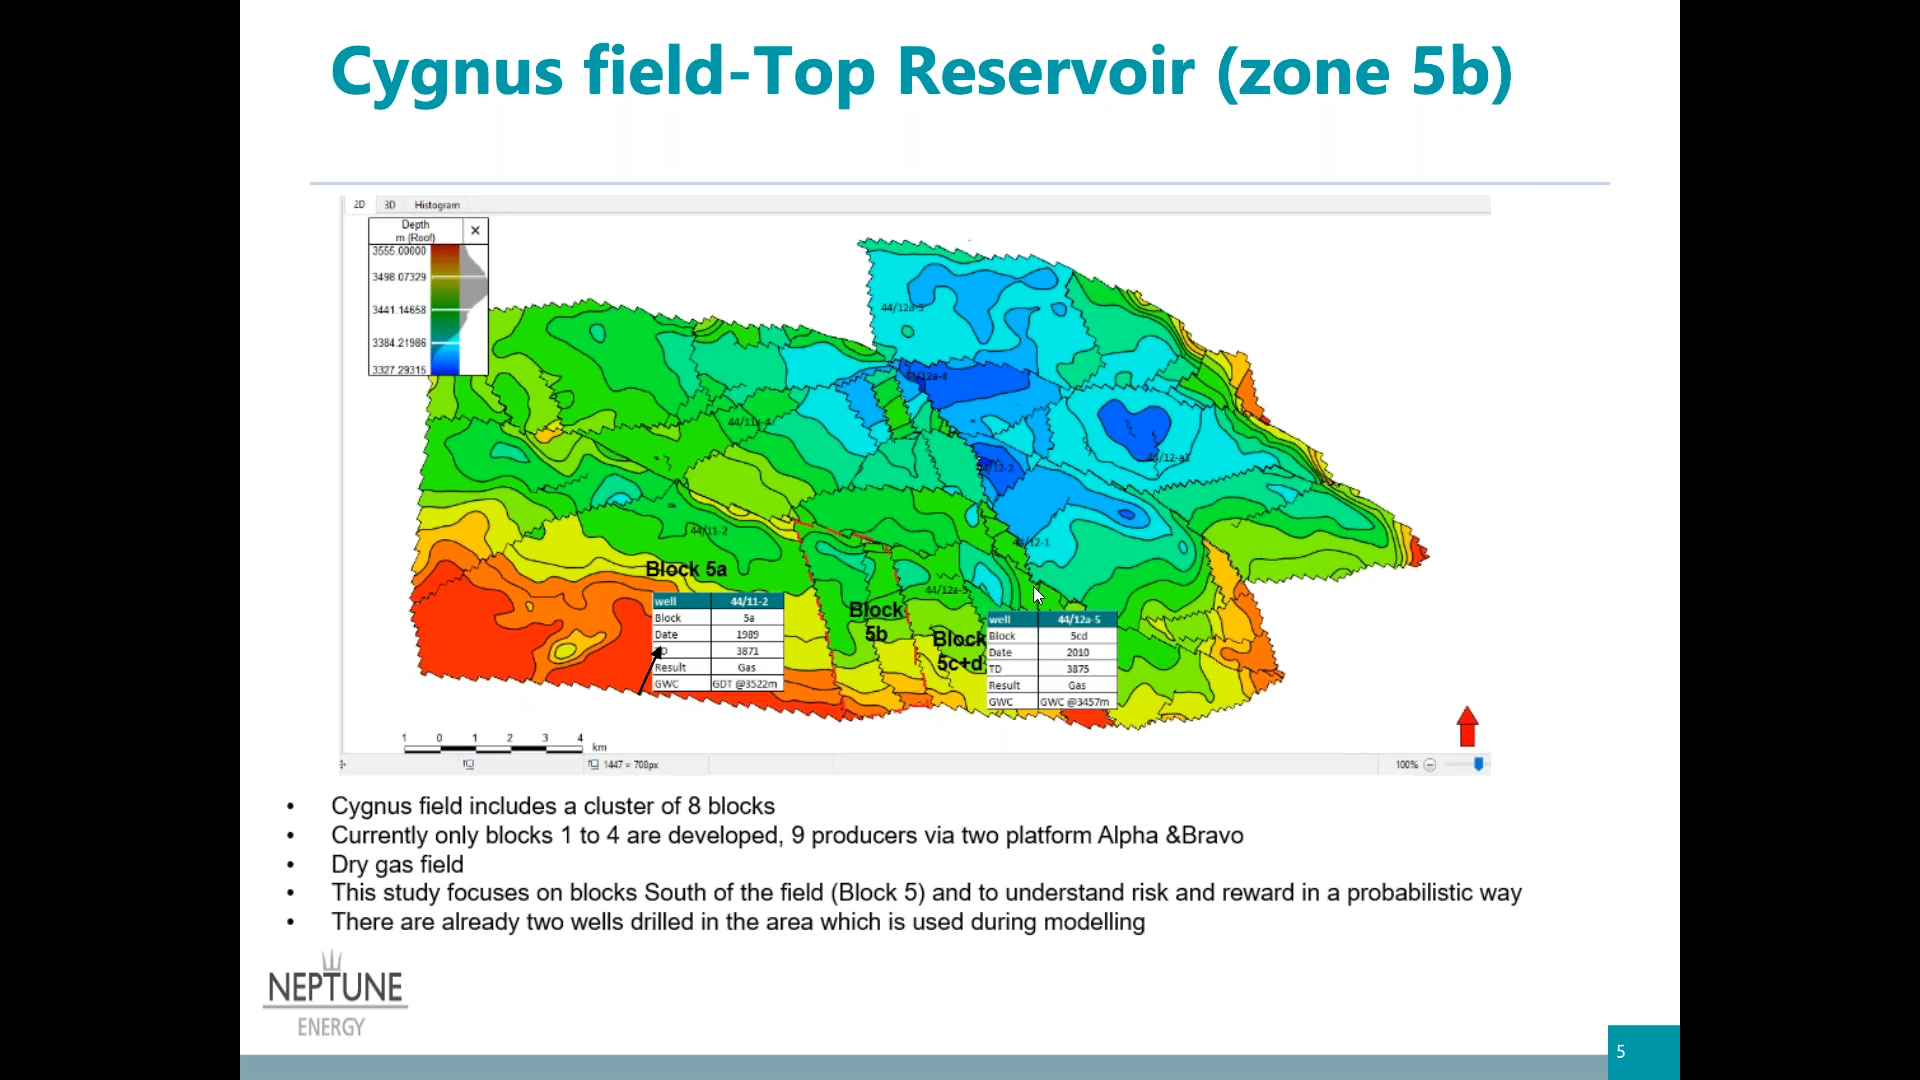 Cygnus field-Top Reservoir (zone 5b)
2D 3D Histogram
Depth
m (Roof)
3555.00000
3498.07329
3441.14658
3384.21986
3327.29315
44/12a-3
44/12a-4
44/11a-4
44/12-a3
44/12-2
44/11-2
44/12-1
44/12a-5
Block 5a
Block
5b
Block
5c+d
well 44/11-2
Block 5a
Date 1989
TD 3871
Result Gas
GWC GDT @3522m
well 44/12a-5
Block 5cd
Date 2010
TD 3875
Result Gas
GWC GWC @3457m
1 0 1 2 3 4 km
1447 × 708px
100%
• Cygnus field includes a cluster of 8 blocks
• Currently only blocks 1 to 4 are developed, 9 producers via two platform Alpha &Bravo
• Dry gas field
• This study focuses on blocks South of the field (Block 5) and to understand risk and reward in a probabilistic way
• There are already two wells drilled in the area which is used during modelling
NEPTUNE
ENERGY
5